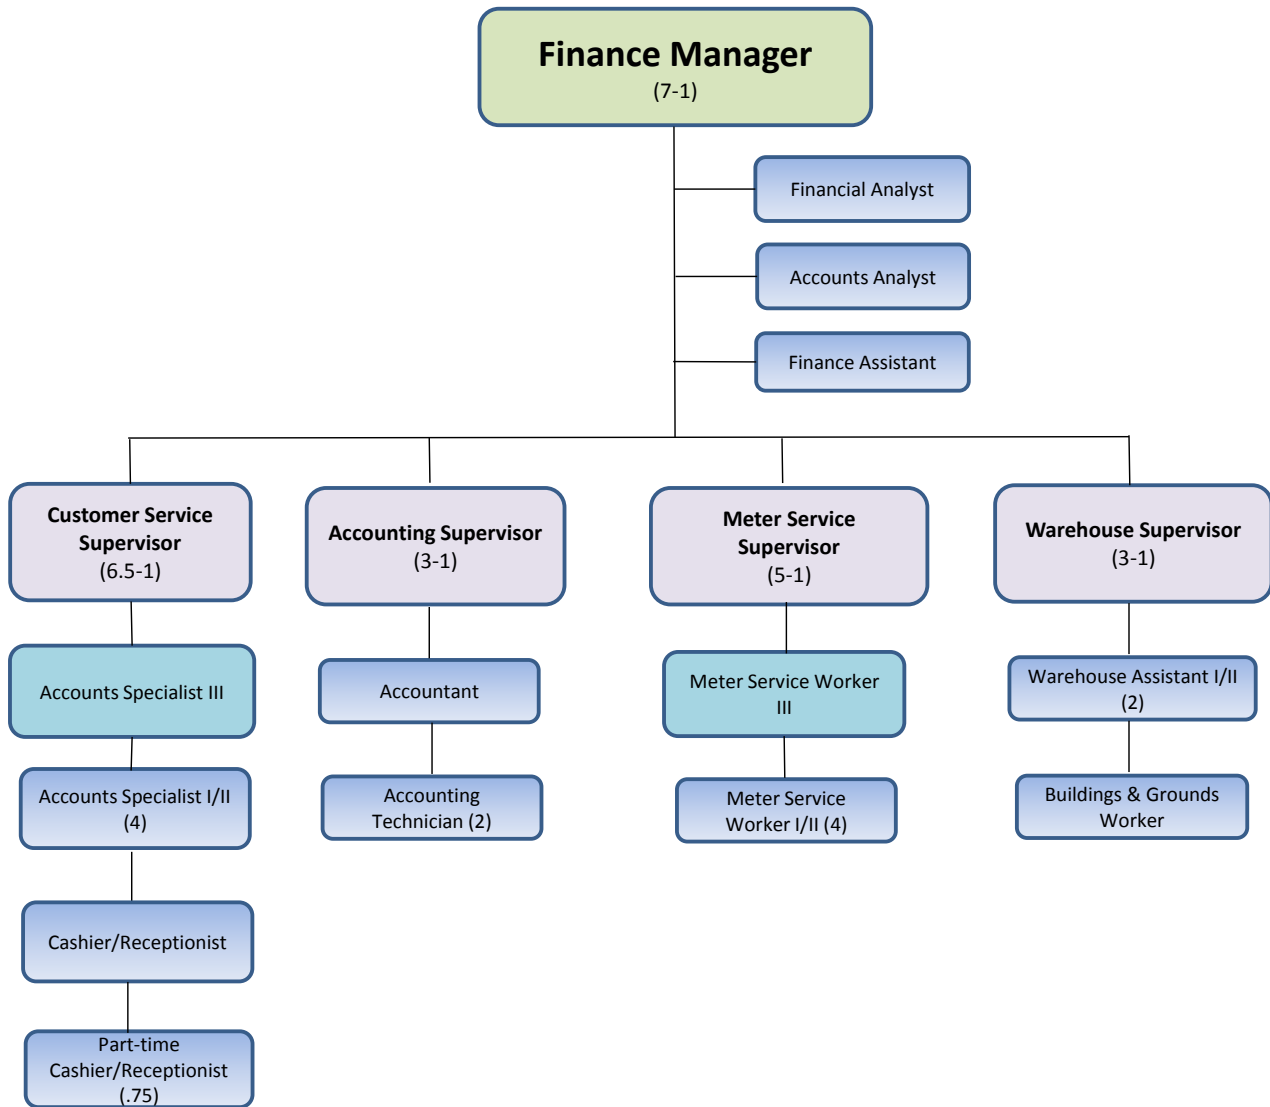 Finance Manager
(7-1)
Financial Analyst
Accounts Analyst
Finance Assistant
Customer Service
Supervisor
(6.5-1)
Accounting Supervisor
(3-1)
Meter Service
Supervisor
(5-1)
Warehouse Supervisor
(3-1)
Accounts Specialist III
Accountant
Meter Service Worker
III
Warehouse Assistant I/II
(2)
Accounts Specialist I/II
(4)
Accounting
Technician (2)
Meter Service
Worker I/II (4)
Buildings & Grounds
Worker
Cashier/Receptionist
Part-time
Cashier/Receptionist
(.75)